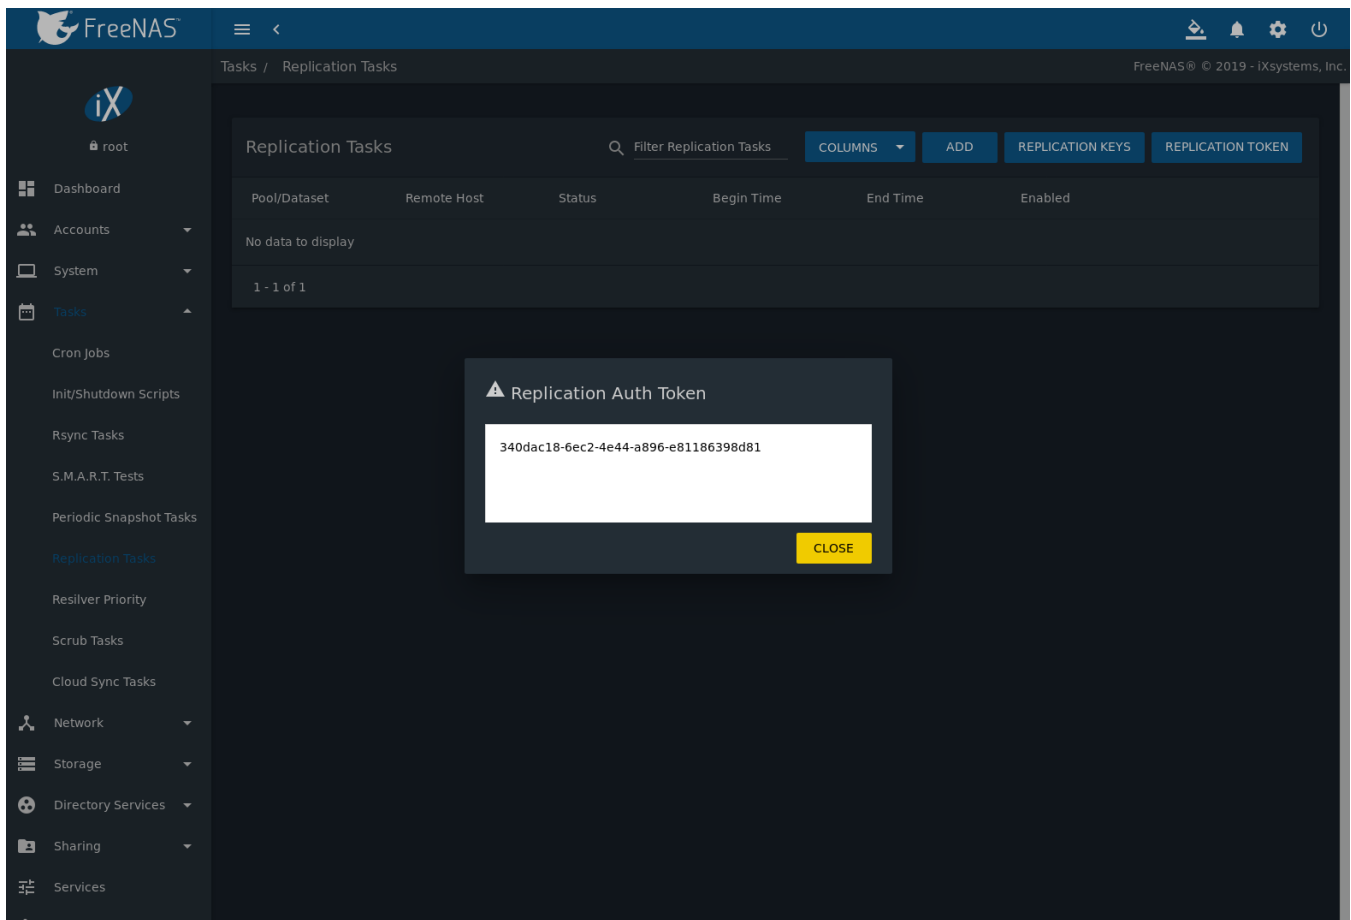 FreeNAS
Tasks / Replication Tasks
FreeNAS® © 2019 - iXsystems, Inc.
iX
root
Dashboard
Accounts
System
Tasks
Cron Jobs
Init/Shutdown Scripts
Rsync Tasks
S.M.A.R.T. Tests
Periodic Snapshot Tasks
Replication Tasks
Resilver Priority
Scrub Tasks
Cloud Sync Tasks
Network
Storage
Directory Services
Sharing
Services
Replication Tasks
Filter Replication Tasks
COLUMNS
ADD
REPLICATION KEYS
REPLICATION TOKEN
Pool/Dataset Remote Host Status Begin Time End Time Enabled
No data to display
1 - 1 of 1
Replication Auth Token
340dac18-6ec2-4e44-a896-e81186398d81
CLOSE